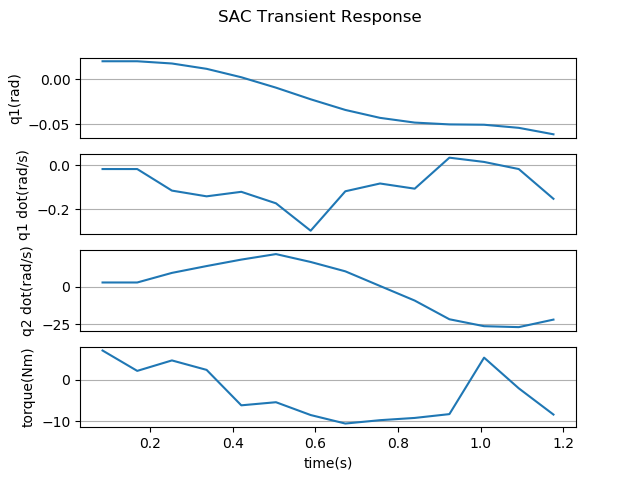 SAC Transient Response
q1(rad)
0.00
−0.05
q1 dot(rad/s)
0.0
−0.2
q2 dot(rad/s)
0
−25
torque(Nm)
0
−10
0.2 0.4 0.6 0.8 1.0 1.2
time(s)